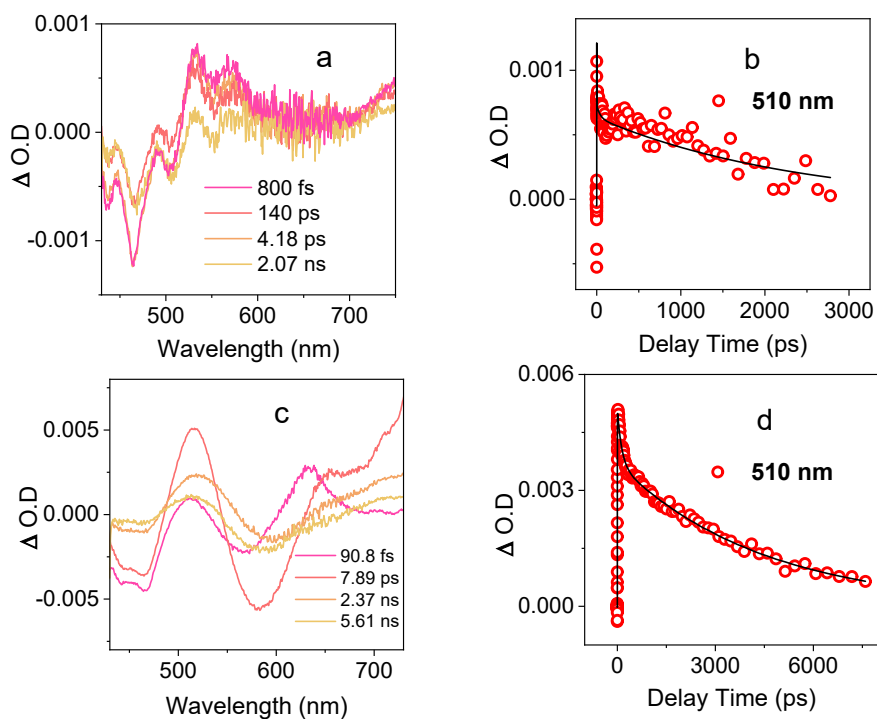 0.001
0.000
-0.001
Δ O.D
a
800 fs
140 ps
4.18 ps
2.07 ns
500
600
700
Wavelength (nm)
0.001
0.000
Δ O.D
b
510 nm
0
1000
2000
3000
Delay Time (ps)
0.005
0.000
-0.005
Δ O.D
c
90.8 fs
7.89 ps
2.37 ns
5.61 ns
500
600
700
Wavelength (nm)
0.006
0.003
0.000
Δ O.D
d
510 nm
0
3000
6000
Delay Time (ps)